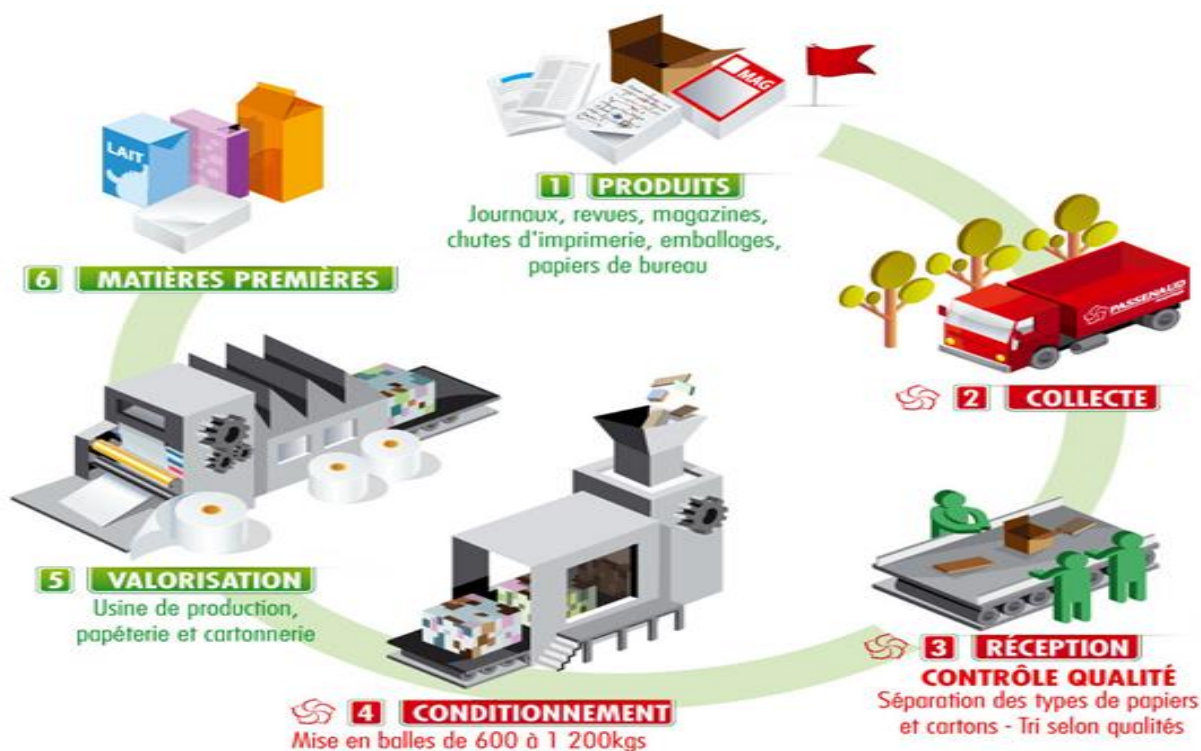 MAG
1 PRODUITS
Journaux, revues, magazines,
chutes d'imprimerie, emballages,
papiers de bureau
PASSENAUD
2 COLLECTE
3 RÉCEPTION
CONTRÔLE QUALITÉ
Séparation des types de papiers
et cartons - Tri selon qualités
4 CONDITIONNEMENT
Mise en balles de 600 à 1 200kgs
5 VALORISATION
Usine de production,
papéterie et cartonnerie
LAIT
6 MATIÈRES PREMIÈRES